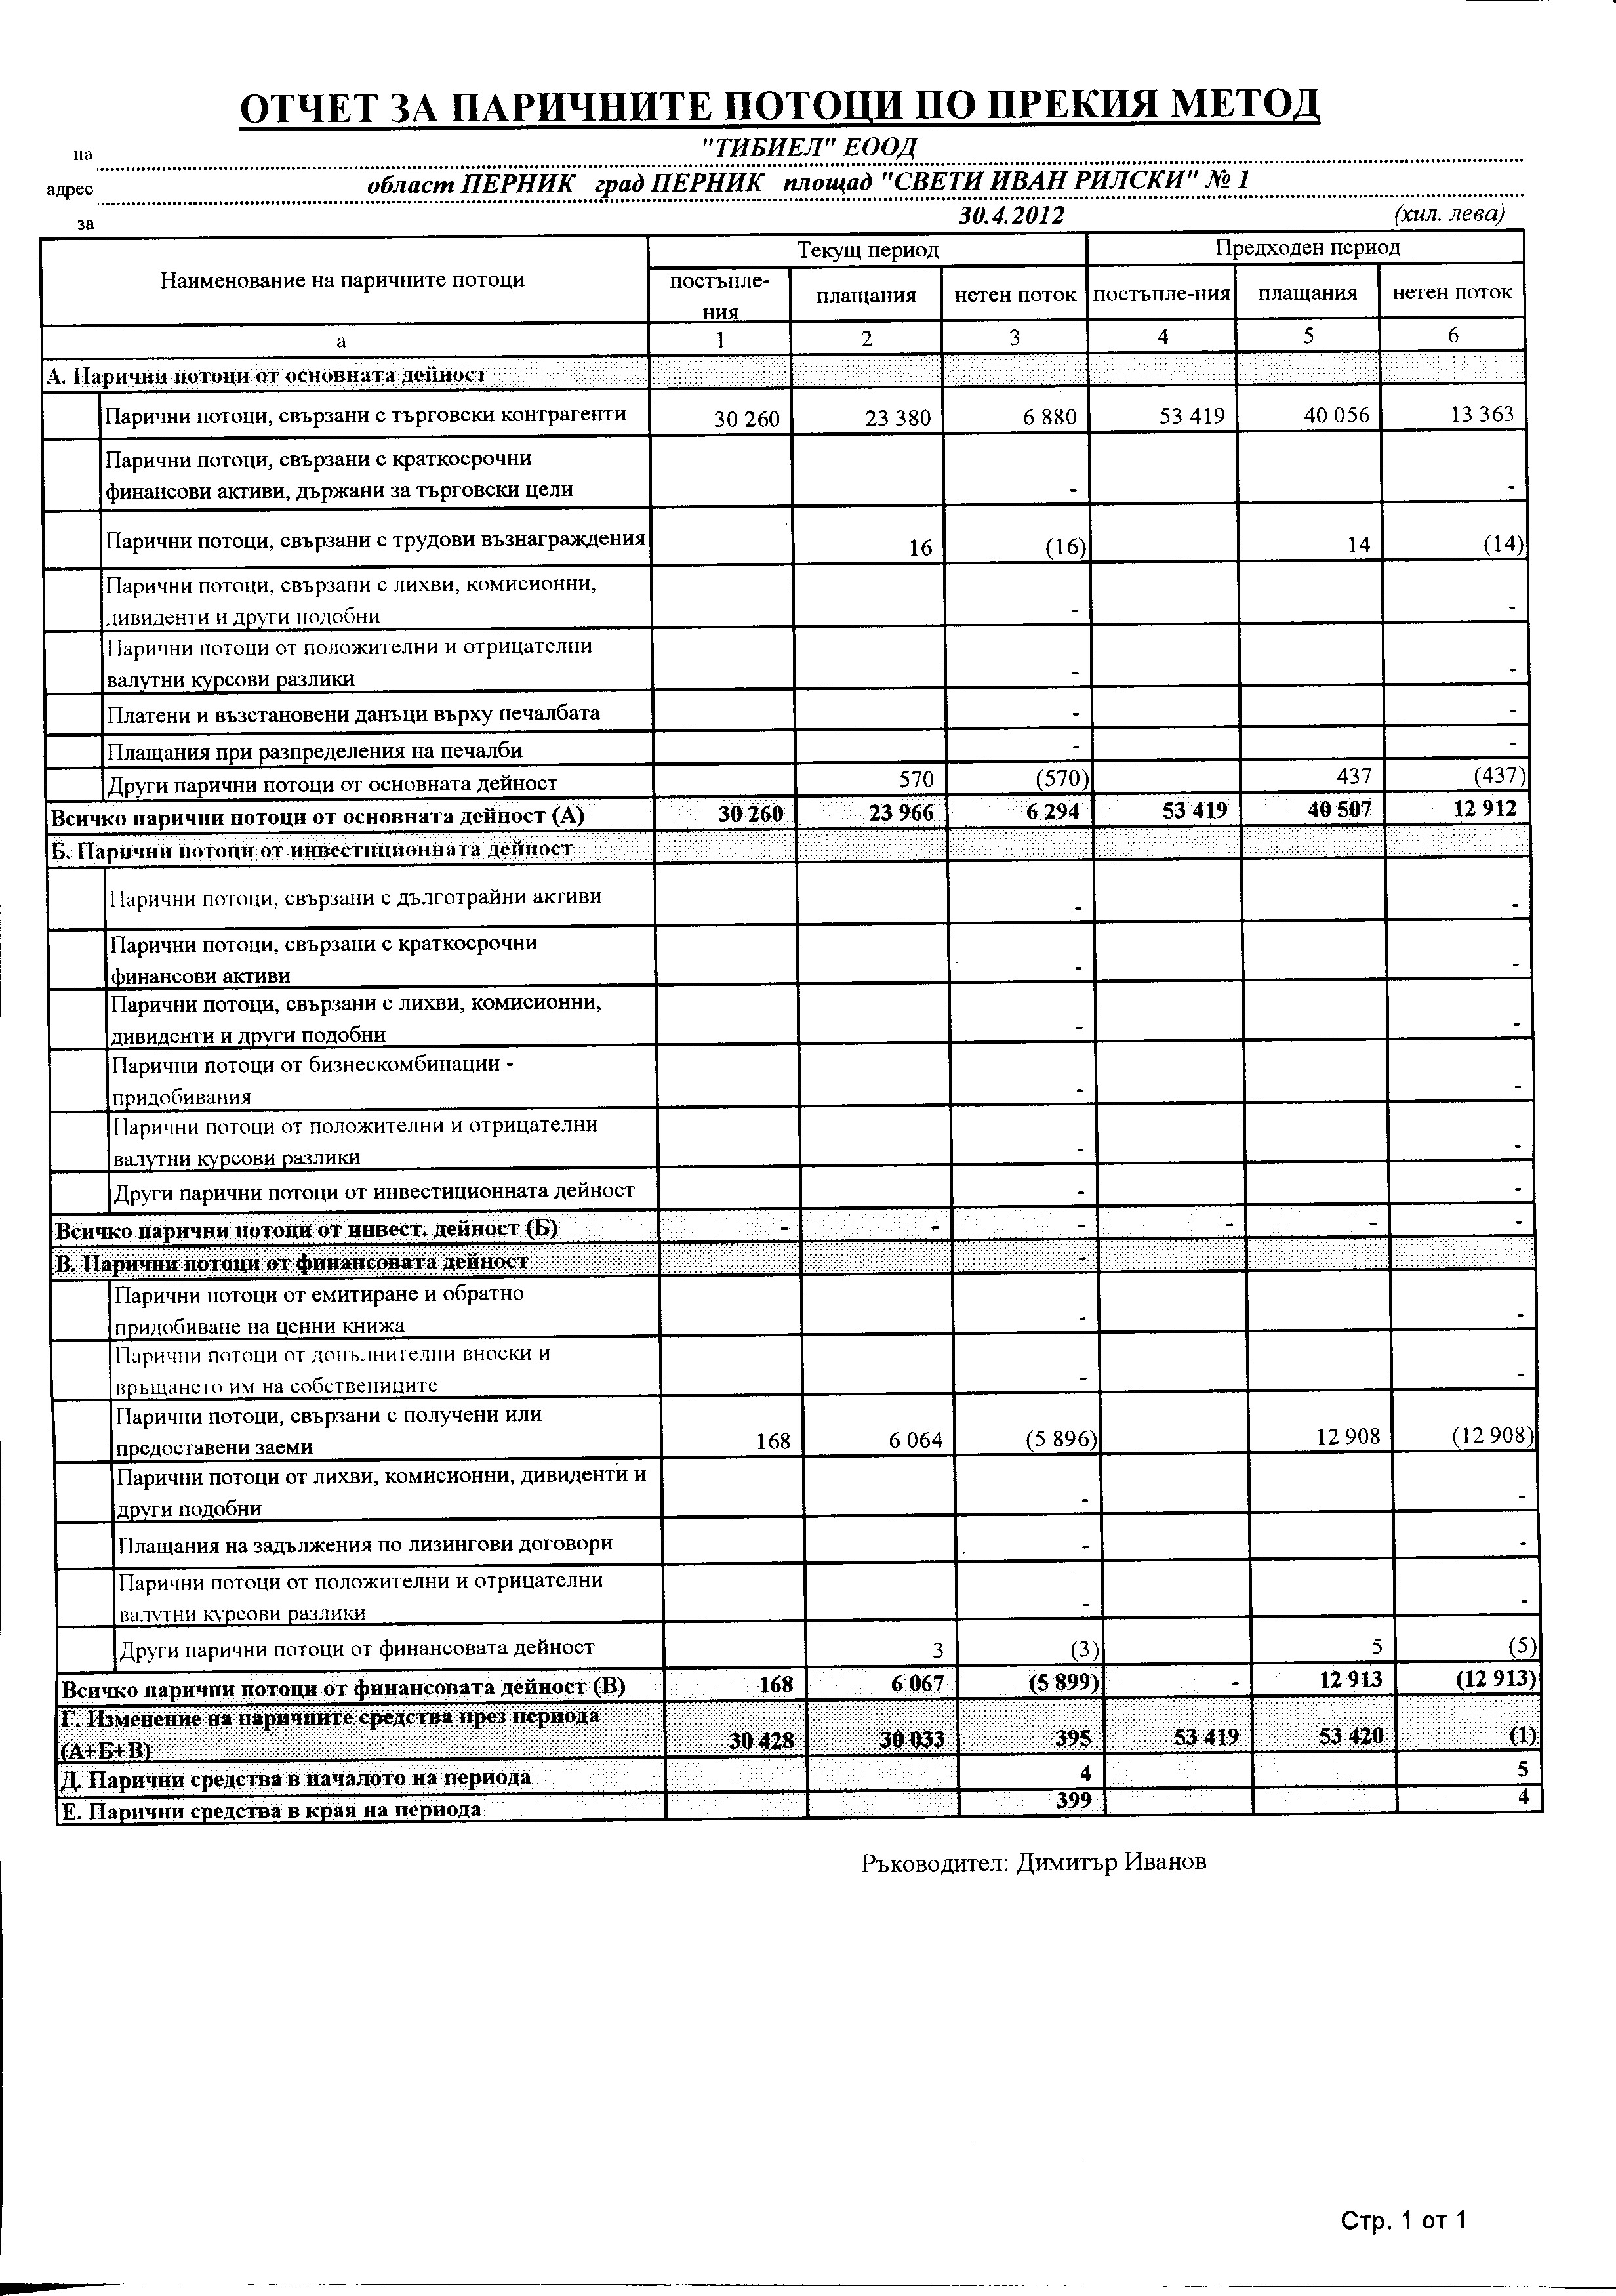 ОТЧЕТ ЗА ПАРИЧНИТЕ ПОТОЦИ ПО ПРЕКИЯ МЕТОД
на "ТИБИЕЛ" ЕООД
адрес област ПЕРНИК град ПЕРНИК площад "СВЕТИ ИВАН РИЛСКИ" № 1
за 30.4.2012 (хил. лева)
Наименование на паричните потоци Текущ период Предходен период
постъпле-ния плащания нетен поток постъпле-ния плащания нетен поток
а 1 2 3 4 5 6
А. Парични потоци от основната дейност
Парични потоци, свързани с търговски контрагенти 30 260 23 380 6 880 53 419 40 056 13 363
Парични потоци, свързани с краткосрочни
финансови активи, държани за търговски цели - -
Парични потоци, свързани с трудови възнаграждения 16 (16) 14 (14)
Парични потоци, свързани с лихви, комисионни,
дивиденти и други подобни - -
Парични потоци от положителни и отрицателни
валутни курсови разлики - -
Платени и възстановени данъци върху печалбата - -
Плащания при разпределения на печалби - -
Други парични потоци от основната дейност 570 (570) 437 (437)
Всичко парични потоци от основната дейност (А) 30 260 23 966 6 294 53 419 40 507 12 912
Б. Парични потоци от инвестиционната дейност
Парични потоци, свързани с дълготрайни активи - -
Парични потоци, свързани с краткосрочни
финансови активи - -
Парични потоци, свързани с лихви, комисионни,
дивиденти и други подобни - -
Парични потоци от бизнескомбинации -
придобивания - -
Парични потоци от положителни и отрицателни
валутни курсови разлики - -
Други парични потоци от инвестиционната дейност - -
Всичко парични потоци от инвест. дейност (Б) - - - - - -
В. Парични потоци от финансовата дейност -
Парични потоци от емитиране и обратно
придобиване на ценни книжа - -
Парични потоци от допълнителни вноски и
връщането им на собствениците - -
Парични потоци, свързани с получени или
предоставени заеми 168 6 064 (5 896) 12 908 (12 908)
Парични потоци от лихви, комисионни, дивиденти и
други подобни - -
Плащания на задължения по лизингови договори - -
Парични потоци от положителни и отрицателни
валутни курсови разлики - -
Други парични потоци от финансовата дейност 3 (3) 5 (5)
Всичко парични потоци от финансовата дейност (В) 168 6 067 (5 899) - 12 913 (12 913)
Г. Изменение на паричните средства през периода
(А+Б+В) 30 428 30 033 395 53 419 53 420 (1)
Д. Парични средства в началото на периода 4 5
Е. Парични средства в края на периода 399 4
Ръководител: Димитър Иванов
Стр. 1 от 1